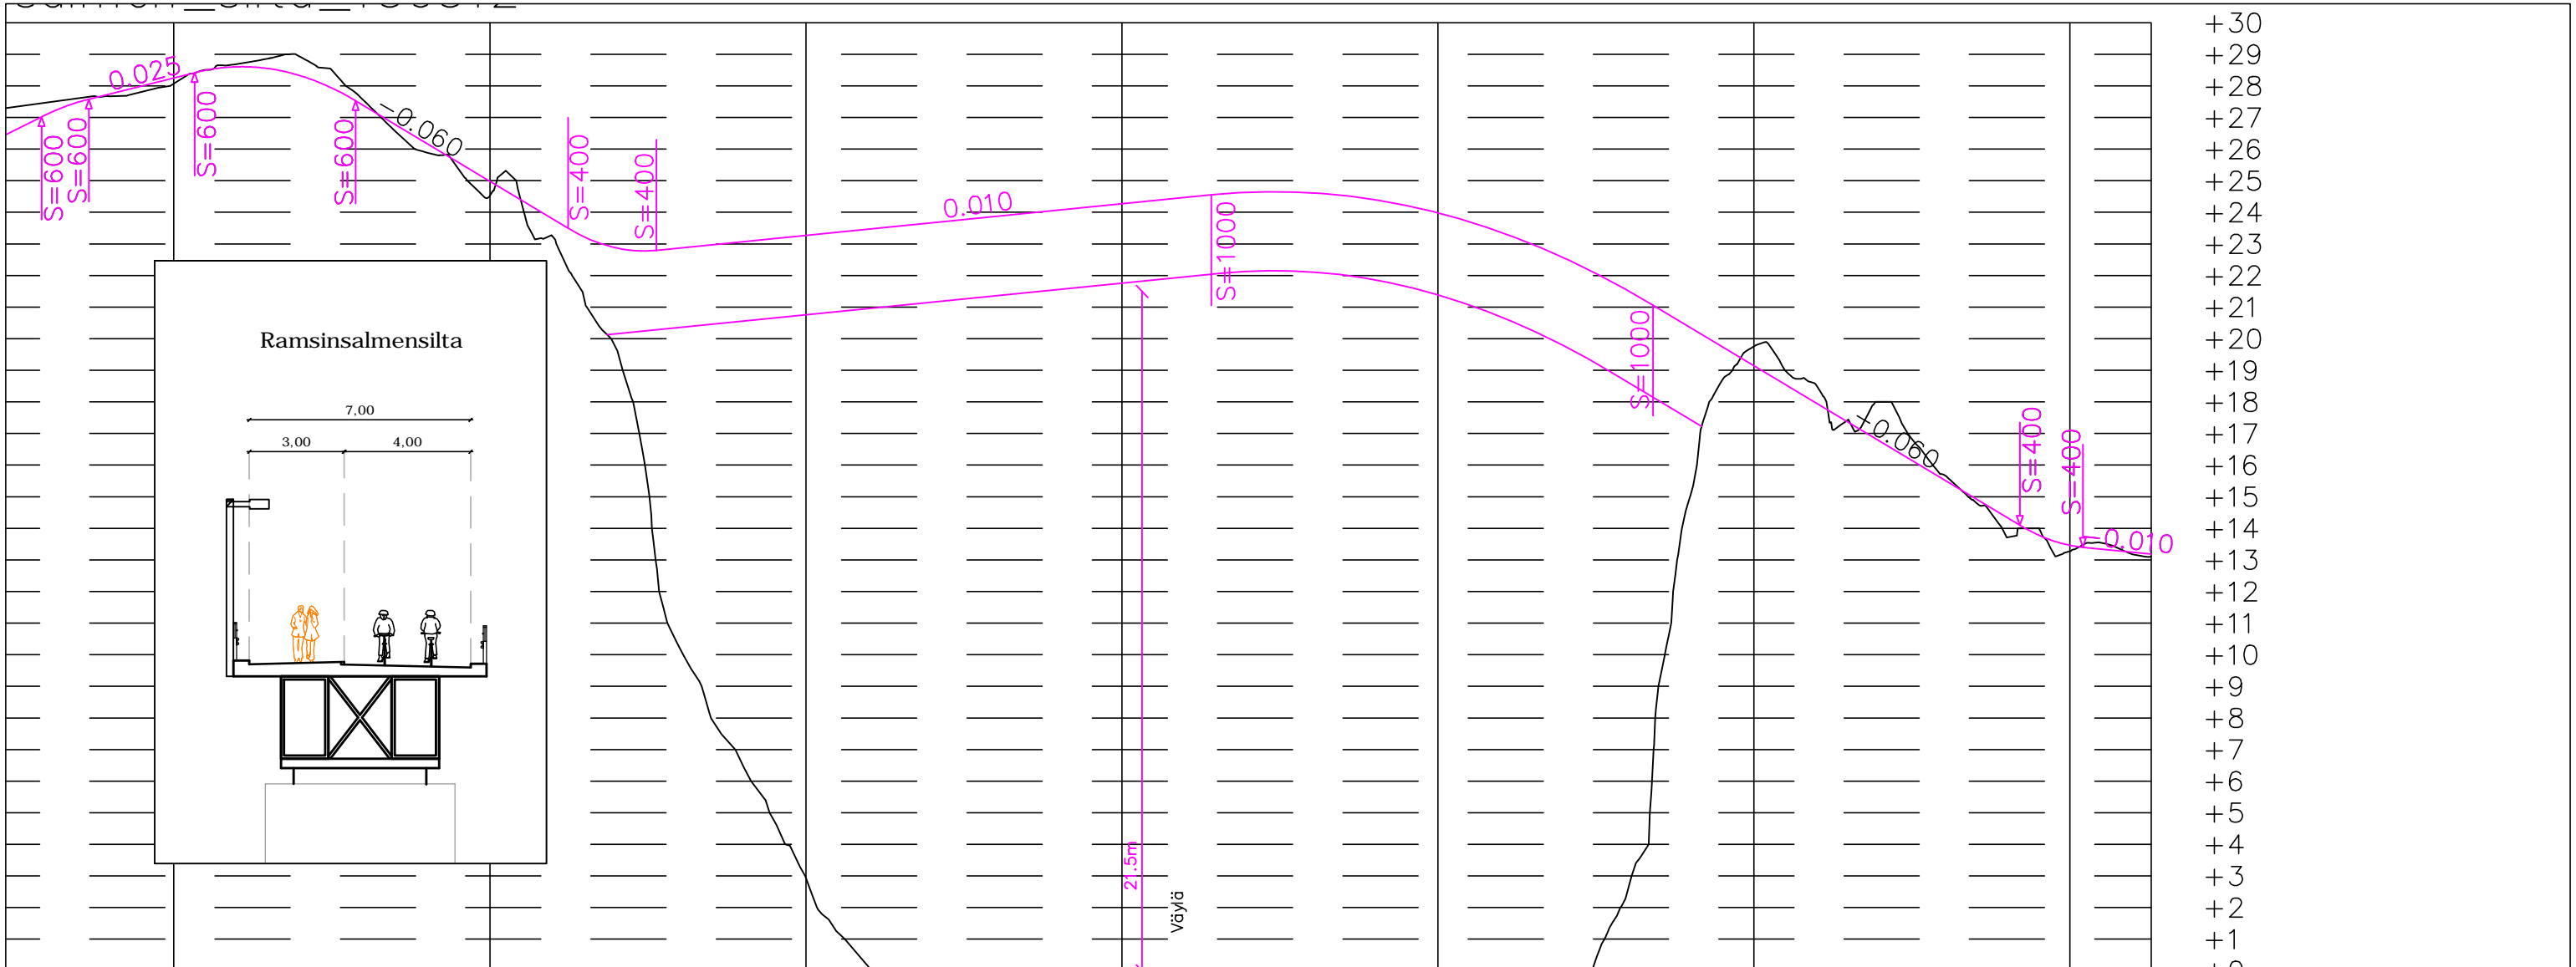 +30
+29
+28
+27
+26
+25
+24
+23
+22
+21
+20
+19
+18
+17
+16
+15
+14
+13
+12
+11
+10
+9
+8
+7
+6
+5
+4
+3
+2
+1
0.025
S=600
S=600
S=600
S=600
-0.060
S=400
S=400
0.010
S=1000
S=1000
-0.060
S=400
S=400
-0.010
Ramsinsalmensilta
7,00
3,00
4,00
21.5m
Väylä